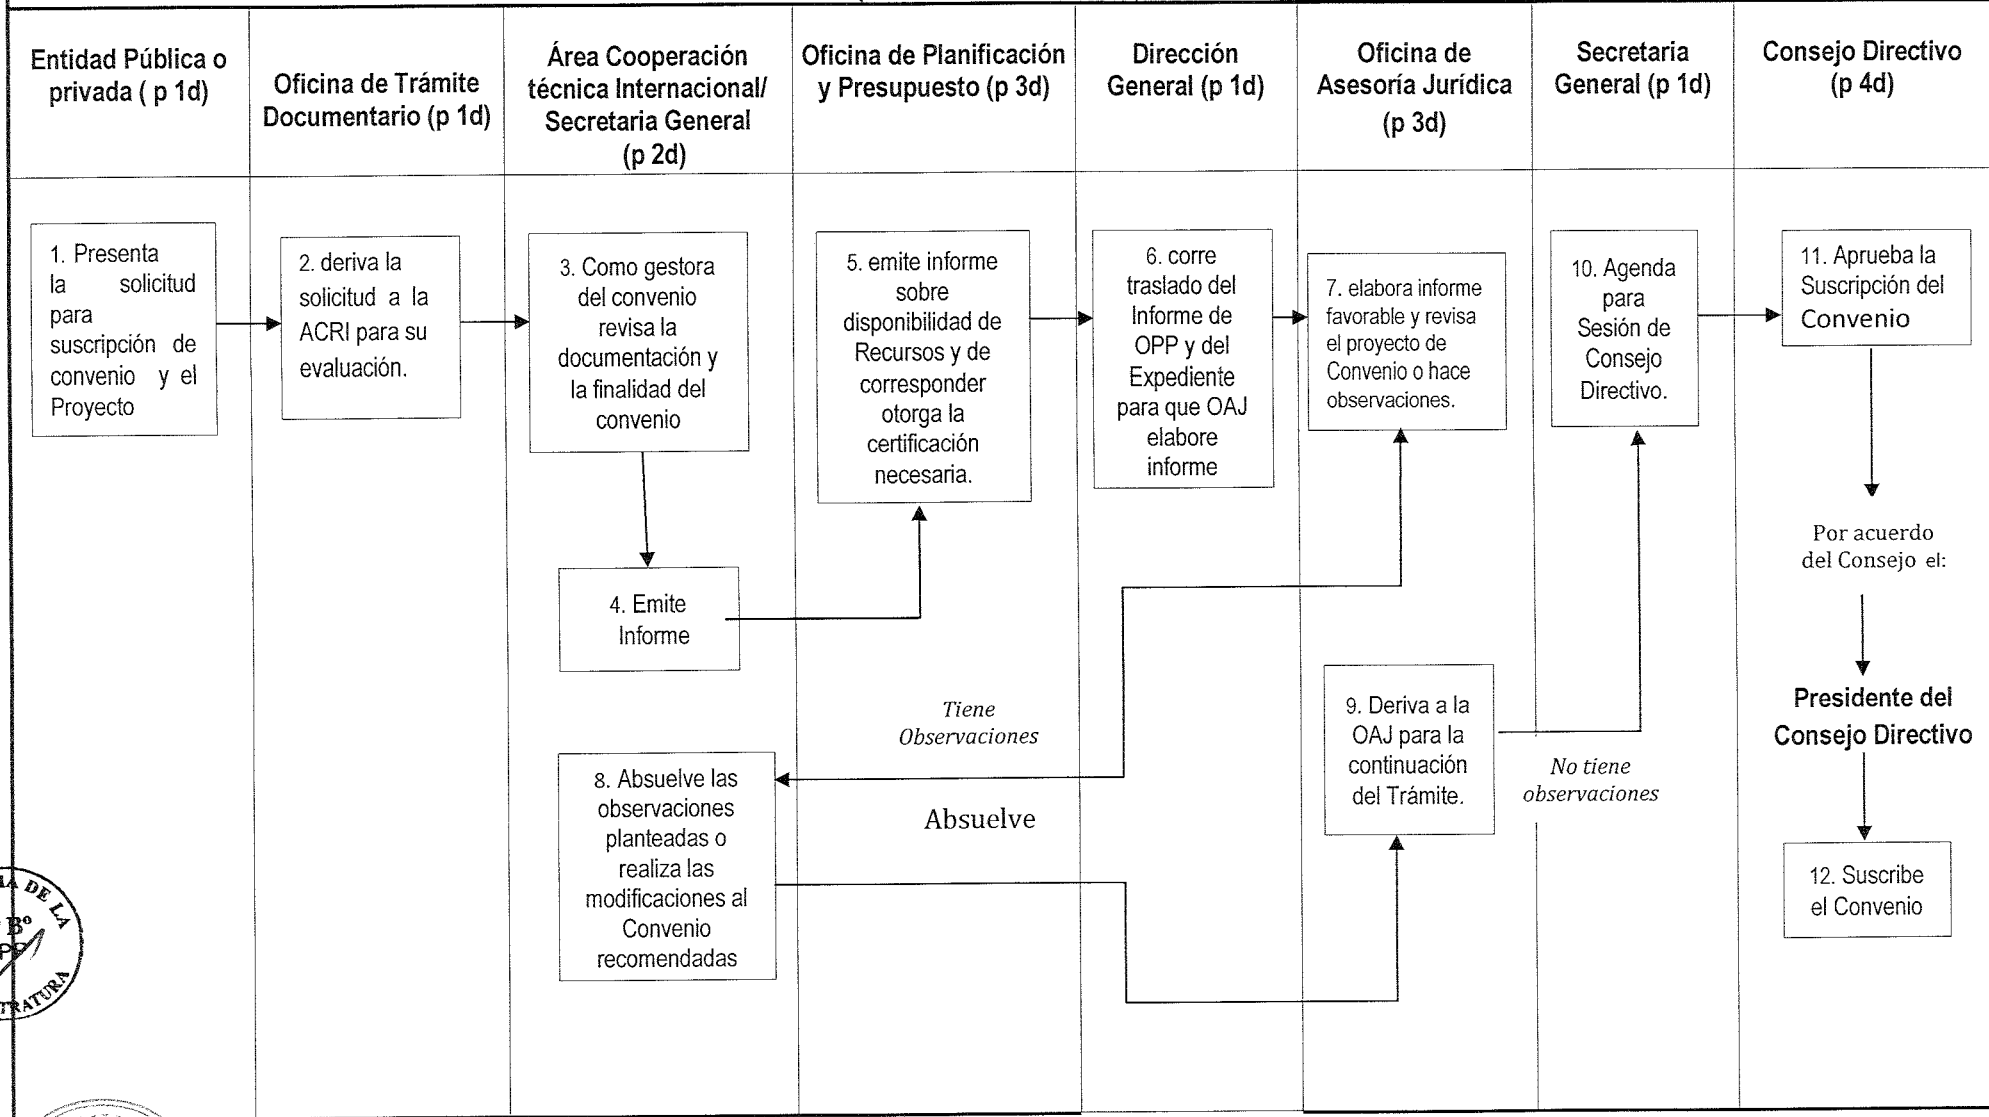 Entidad Pública o
privada ( p 1d)
Oficina de Trámite
Documentario (p 1d)
Área Cooperación
técnica Internacional/
Secretaria General
(p 2d)
Oficina de Planificación
y Presupuesto (p 3d)
Dirección
General (p 1d)
Oficina de
Asesoría Jurídica
(p 3d)
Secretaria
General (p 1d)
Consejo Directivo
(p 4d)
1. Presenta
la solicitud
para
suscripción de
convenio y el
Proyecto
2. deriva la
solicitud a la
ACRI para su
evaluación.
3. Como gestora
del convenio
revisa la
documentación y
la finalidad del
convenio
4. Emite
Informe
5. emite informe
sobre
disponibilidad de
Recursos y de
corresponder
otorga la
certificación
necesaria.
6. corre
traslado del
Informe de
OPP y del
Expediente
para que OAJ
elabore
informe
7. elabora informe
favorable y revisa
el proyecto de
Convenio o hace
observaciones.
Tiene
Observaciones
8. Absuelve las
observaciones
planteadas o
realiza las
modificaciones al
Convenio
recomendadas
Absuelve
9. Deriva a la
OAJ para la
continuación
del Trámite.
No tiene
observaciones
10. Agenda
para
Sesión de
Consejo
Directivo.
11. Aprueba la
Suscripción del
Convenio
Por acuerdo
del Consejo el:
Presidente del
Consejo Directivo
12. Suscribe
el Convenio
DE LA
Bº